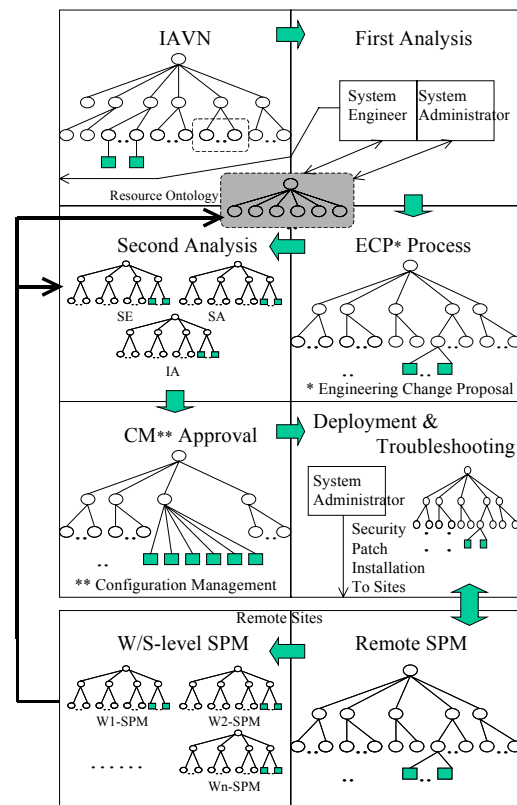 IAVN
First Analysis
System
Engineer
System
Administrator
Resource Ontology
Second Analysis
SE
SA
IA
ECP* Process
* Engineering Change Proposal
CM** Approval
** Configuration Management
Deployment &
Troubleshooting
System
Administrator
Security
Patch
Installation
To Sites
Remote Sites
W/S-level SPM
W1-SPM
W2-SPM
......
Wn-SPM
Remote SPM